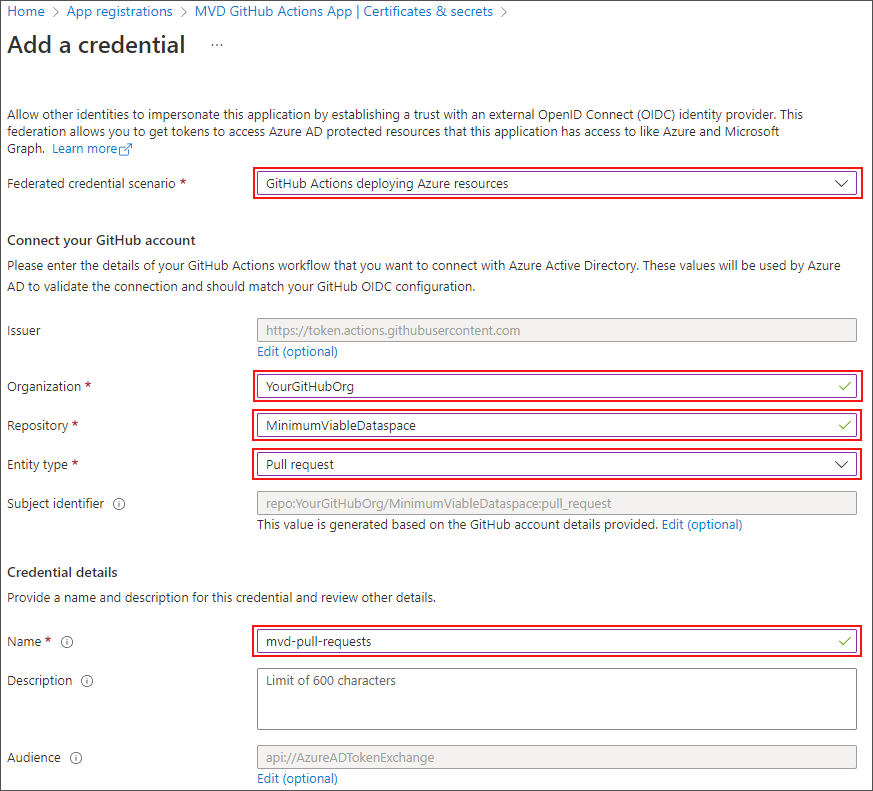 Home > App registrations > MVD GitHub Actions App | Certificates & secrets >
Add a credential ...
Allow other identities to impersonate this application by establishing a trust with an external OpenID Connect (OIDC) identity provider. This
federation allows you to get tokens to access Azure AD protected resources that this application has access to like Azure and Microsoft
Graph. Learn more
Federated credential scenario * GitHub Actions deploying Azure resources
Connect your GitHub account
Please enter the details of your GitHub Actions workflow that you want to connect with Azure Active Directory. These values will be used by Azure
AD to validate the connection and should match your GitHub OIDC configuration.
Issuer https://token.actions.githubusercontent.com
Edit (optional)
Organization * YourGitHubOrg
Repository * MinimumViableDataspace
Entity type * Pull request
Subject identifier repo:YourGitHubOrg/MinimumViableDataspace:pull_request
This value is generated based on the GitHub account details provided. Edit (optional)
Credential details
Provide a name and description for this credential and review other details.
Name * mvd-pull-requests
Description Limit of 600 characters
Audience api://AzureADTokenExchange
Edit (optional)